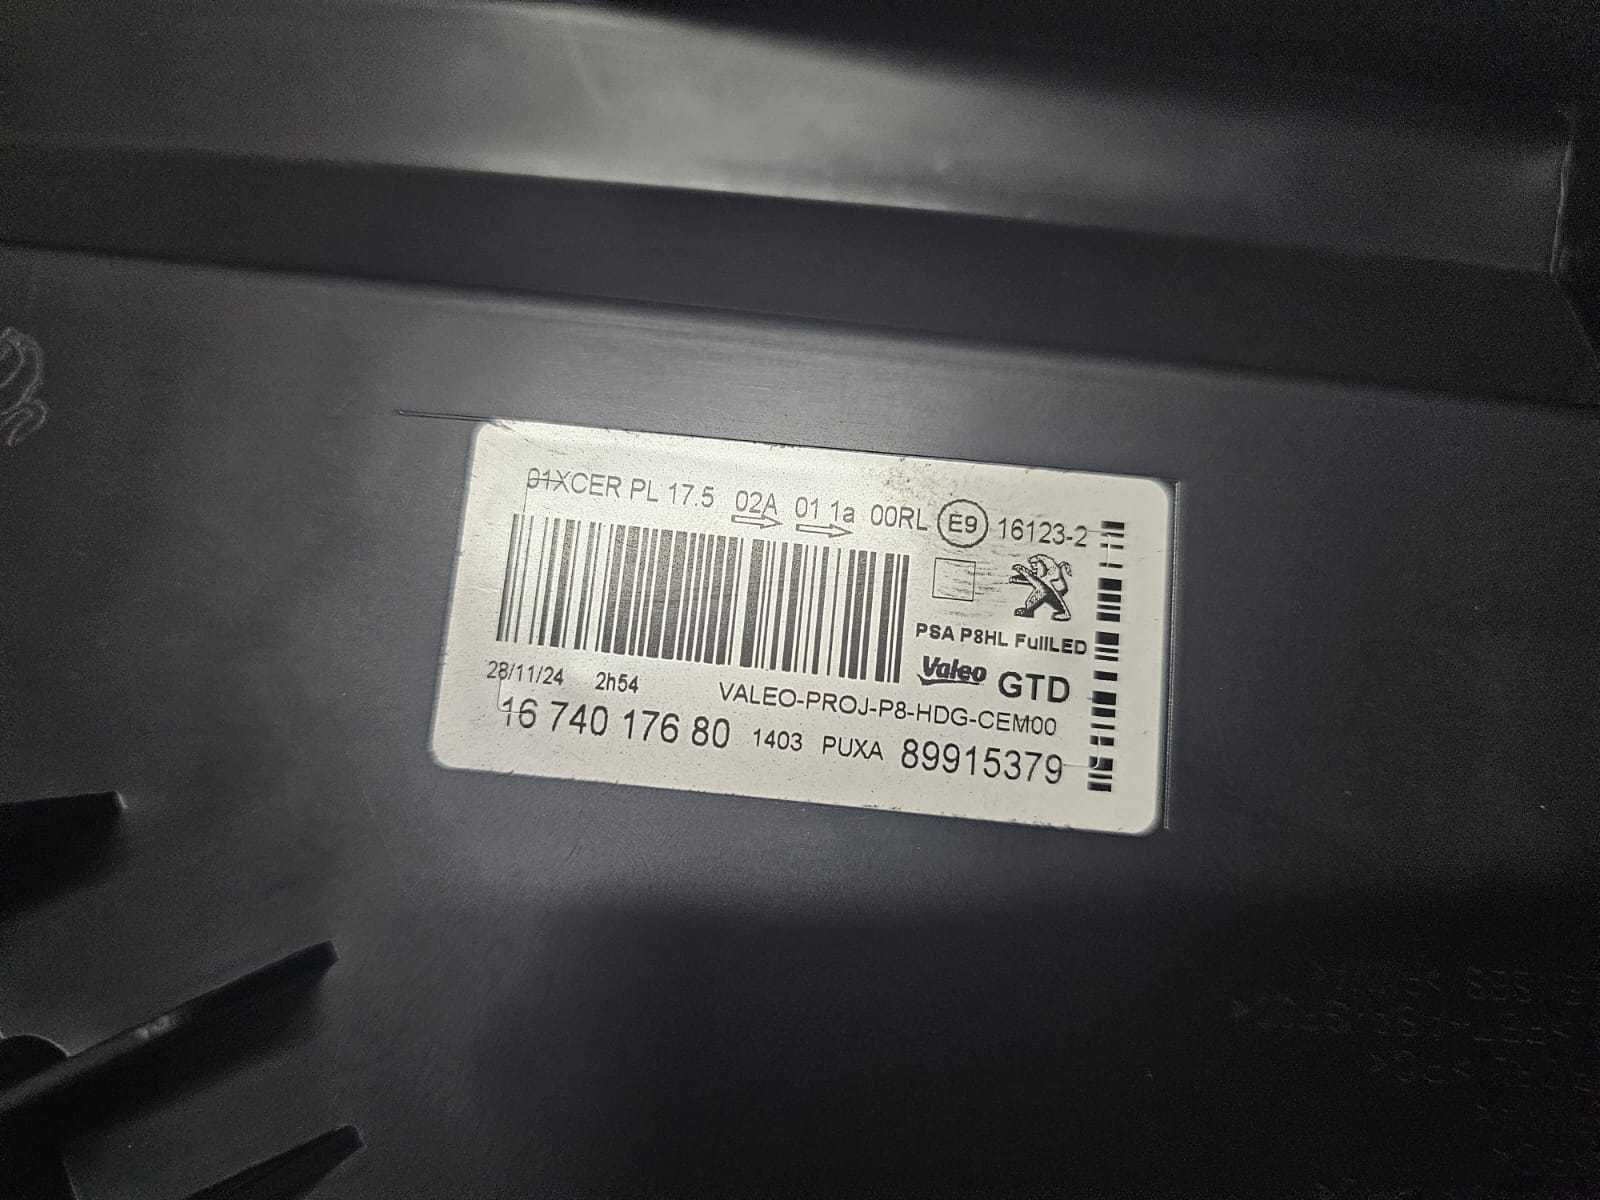 01XCER PL 17.5 02A 01 1a 00RL E9 16123-2
PSA P8HL FullLED
Valeo GTD
28/11/24 2h54 VALEO-PROJ-P8-HDG-CEM00
16 740 176 80 1403 PUXA 89915379